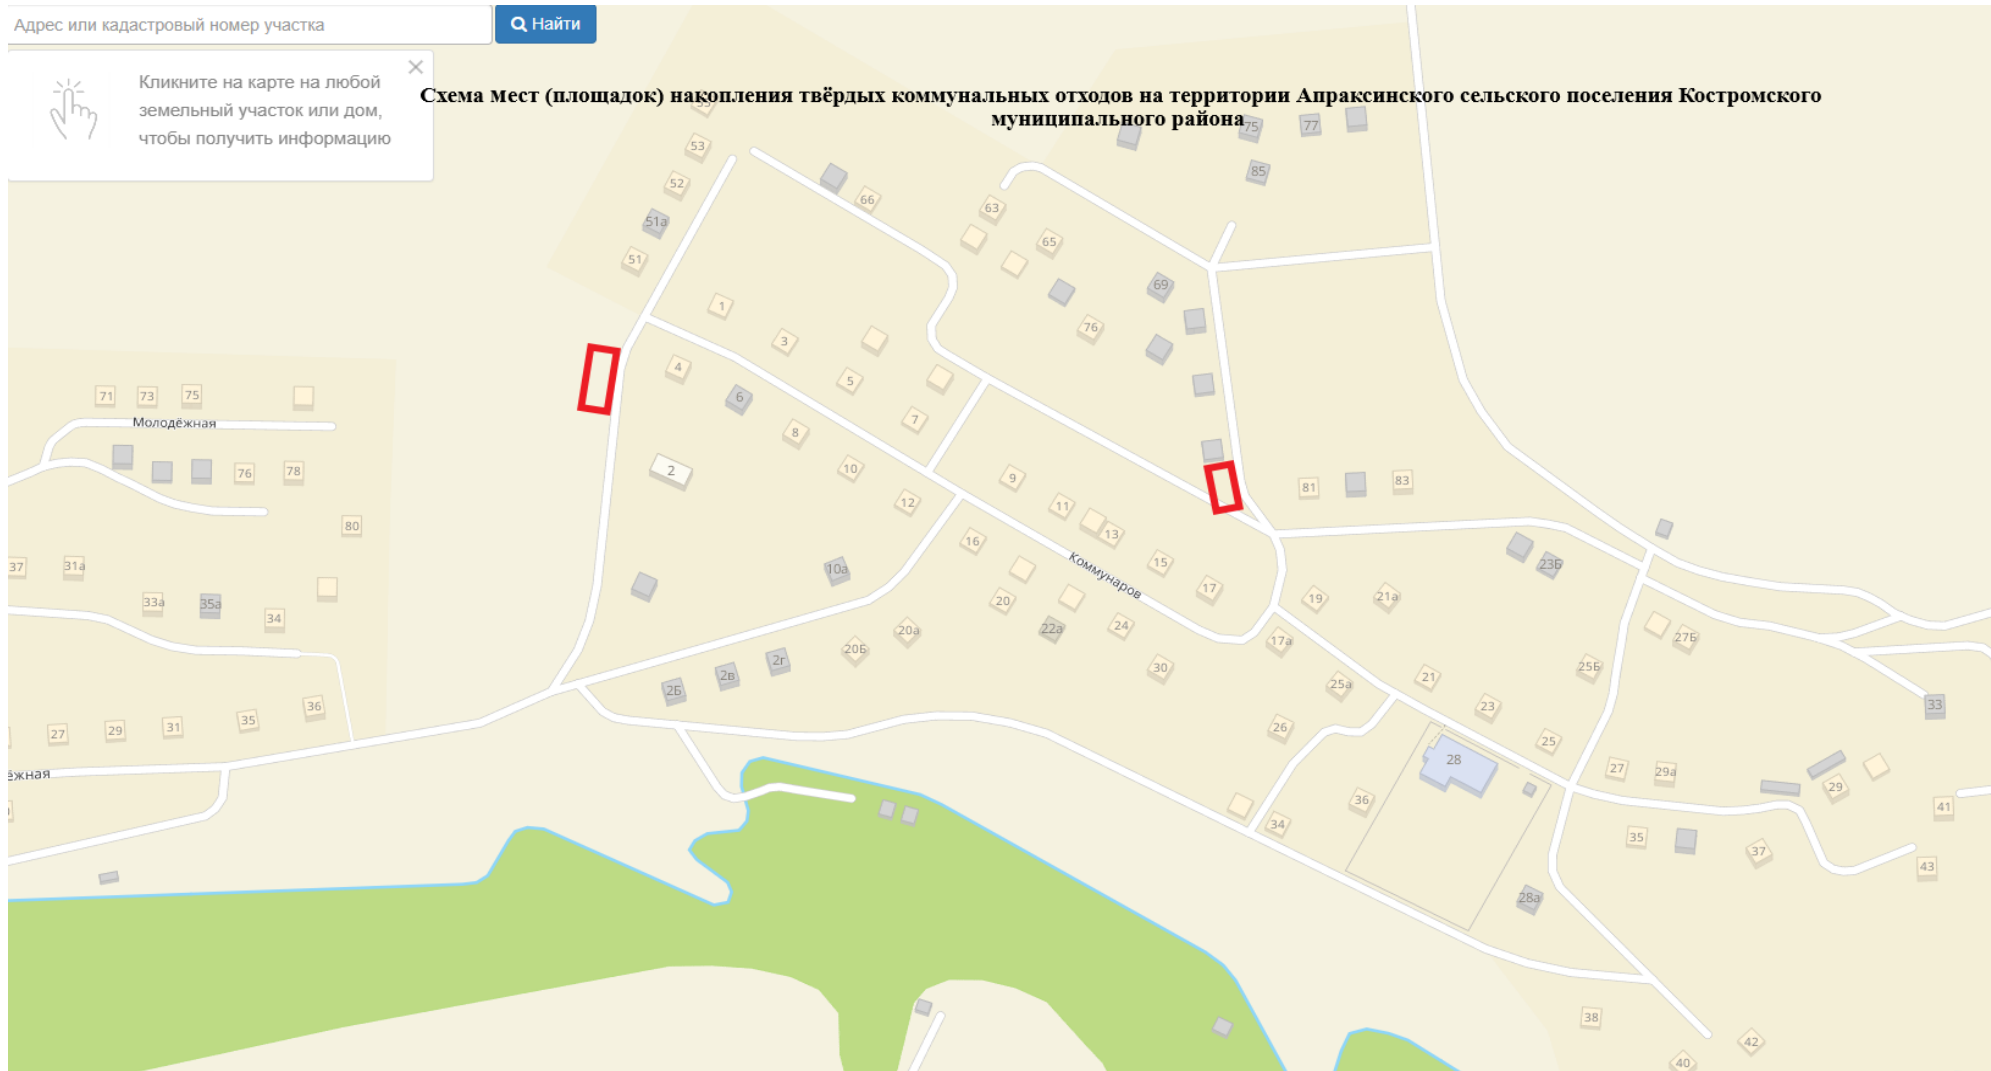 Адрес или кадастровый номер участка
Найти
Кликните на карте на любой
земельный участок или дом,
чтобы получить информацию
Схема Мест (площадок) накопления твёрдых коммунальных отходов на территории Апраксинского сельского поселения Костромского
муниципального района
75
77
85
53
52
51а
51
66
63
65
69
76
1
3
4
5
6
7
8
2
10
12
9
11
13
15
17
16
10а
20
22а
24
30
20а
20Б
2г
2в
2Б
Коммунаров
71
73
75
Молодёжная
76
78
80
37
31а
33а
35а
34
36
35
31
29
27
ёжная
81
83
23Б
19
21а
17а
25а
21
23
25
26
28
36
34
25Б
27Б
33
27
29а
29
41
35
37
43
28а
38
40
42